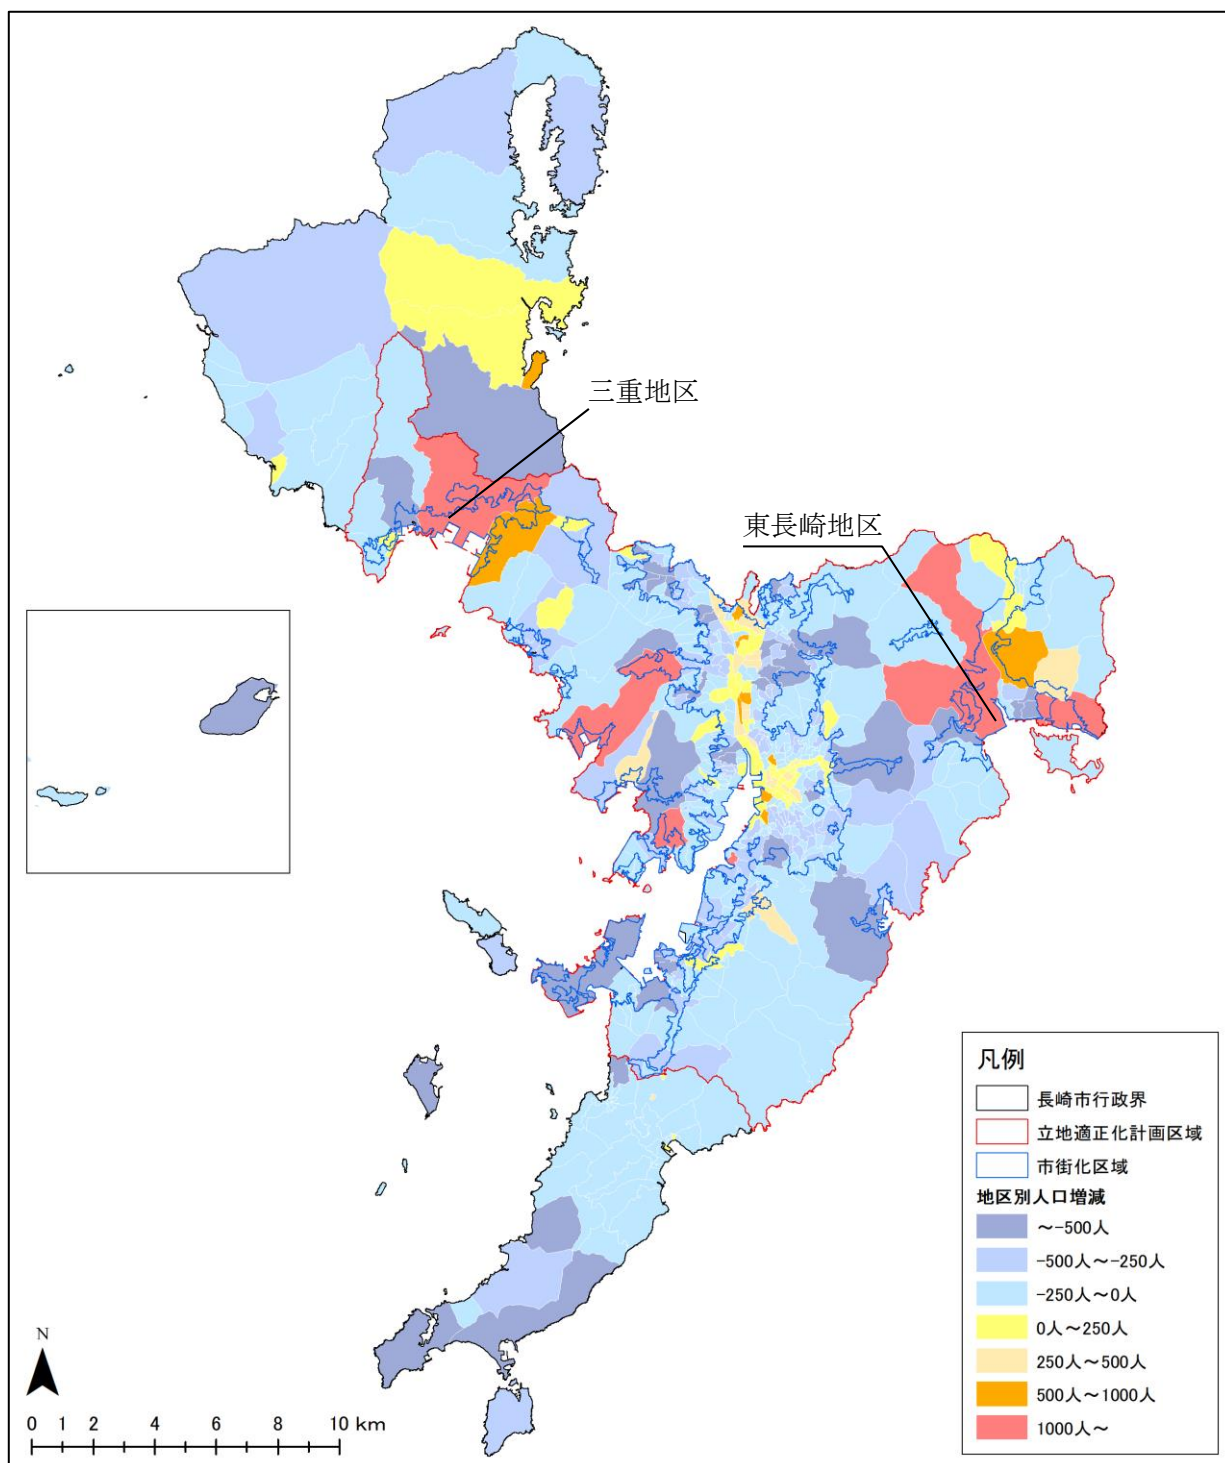 三重地区
東長崎地区
凡例
長崎市行政界
立地適正化計画区域
市街化区域
地区別人口増減
～-500人
-500人～-250人
-250人～0人
0人～250人
250人～500人
500人～1000人
1000人～
N
0 1 2 4 6 8 10 km